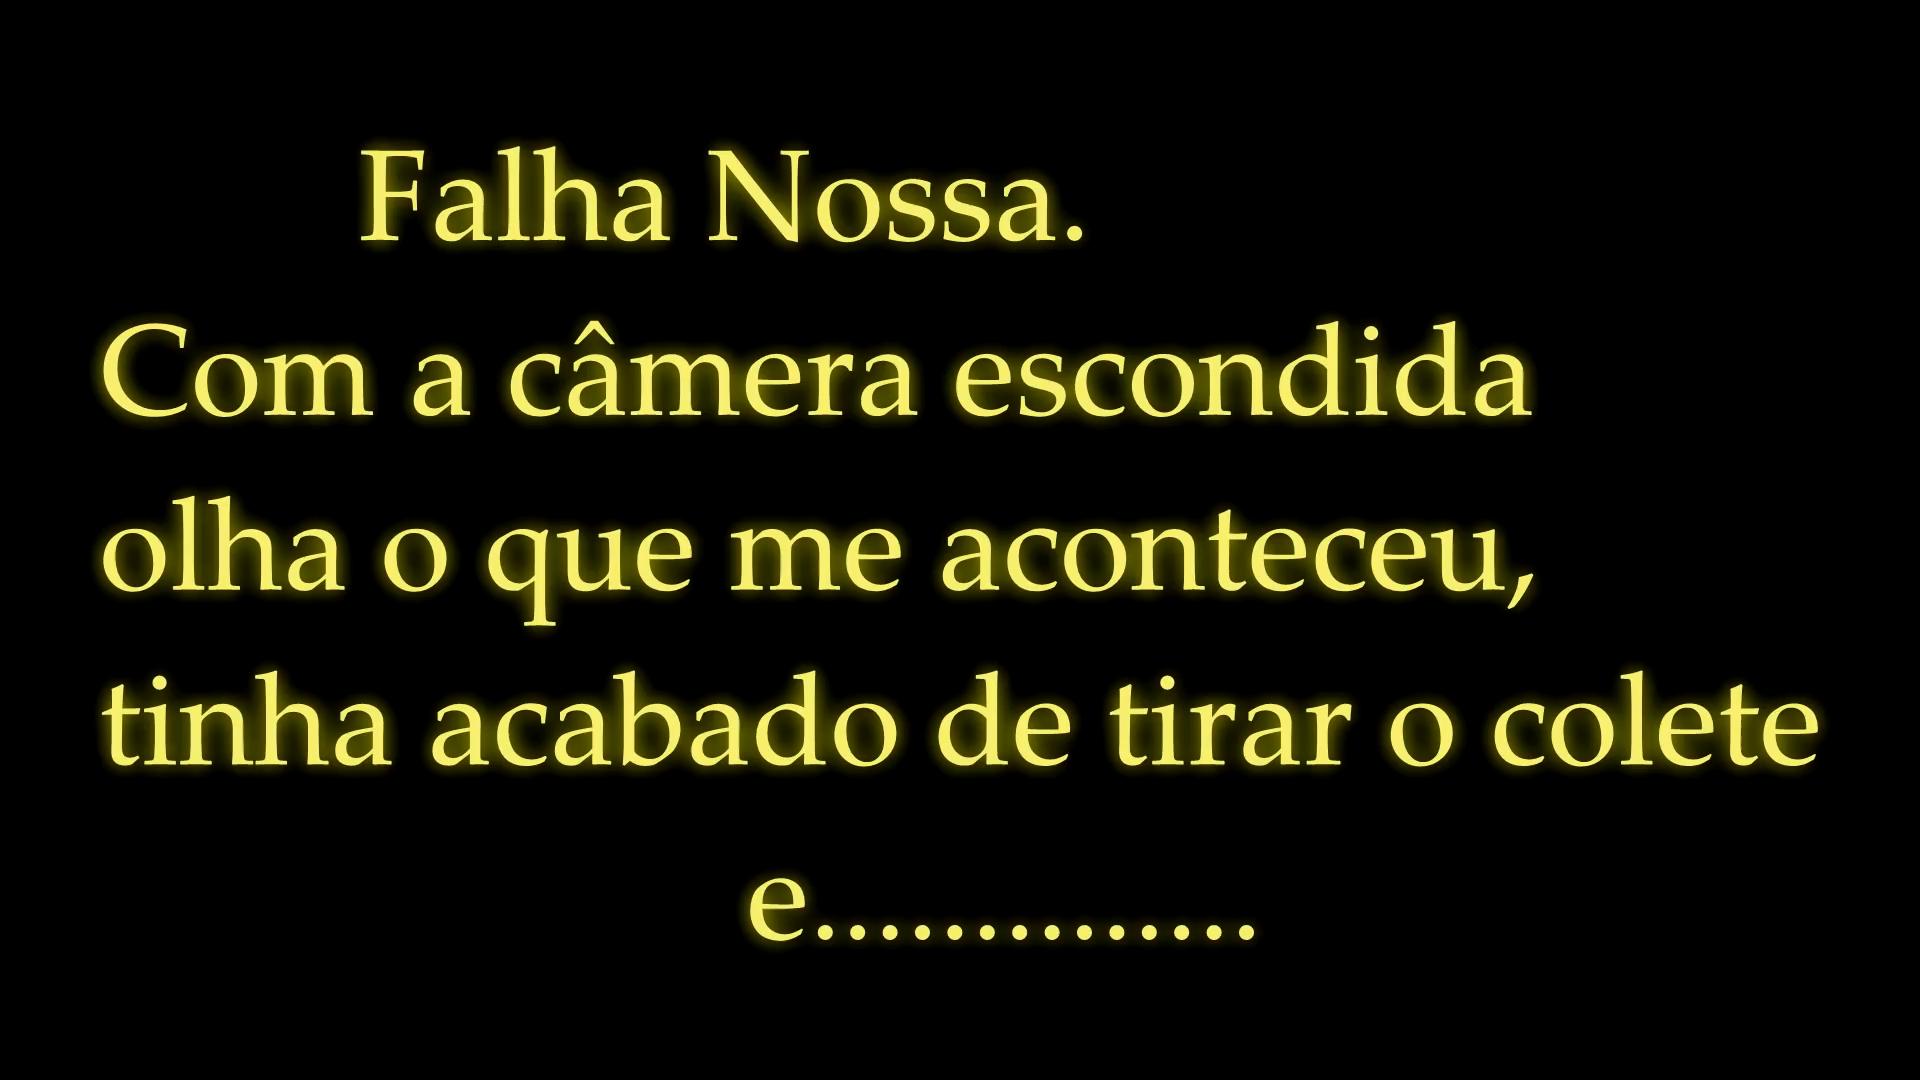 Falha Nossa.
Com a câmera escondida
olha o que me aconteceu,
tinha acabado de tirar o colete
e..............